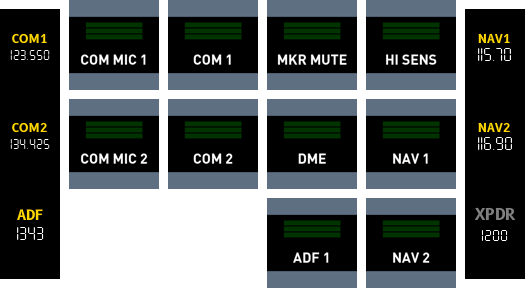 COM1
123.550
COM MIC 1
COM 1
MKR MUTE
HI SENS
NAV1
115.70
COM2
134.425
COM MIC 2
COM 2
DME
NAV 1
NAV2
116.90
ADF
1343
ADF 1
NAV 2
XPDR
1200